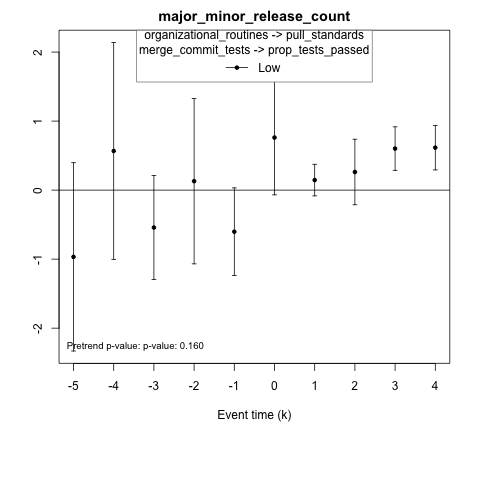 major_minor_release_count
organizational_routines -> pull_standards
merge_commit_tests -> prop_tests_passed
Low
2
1
0
-1
-2
Pretrend p-value: p-value: 0.160
-5 -4 -3 -2 -1 0 1 2 3 4
Event time (k)